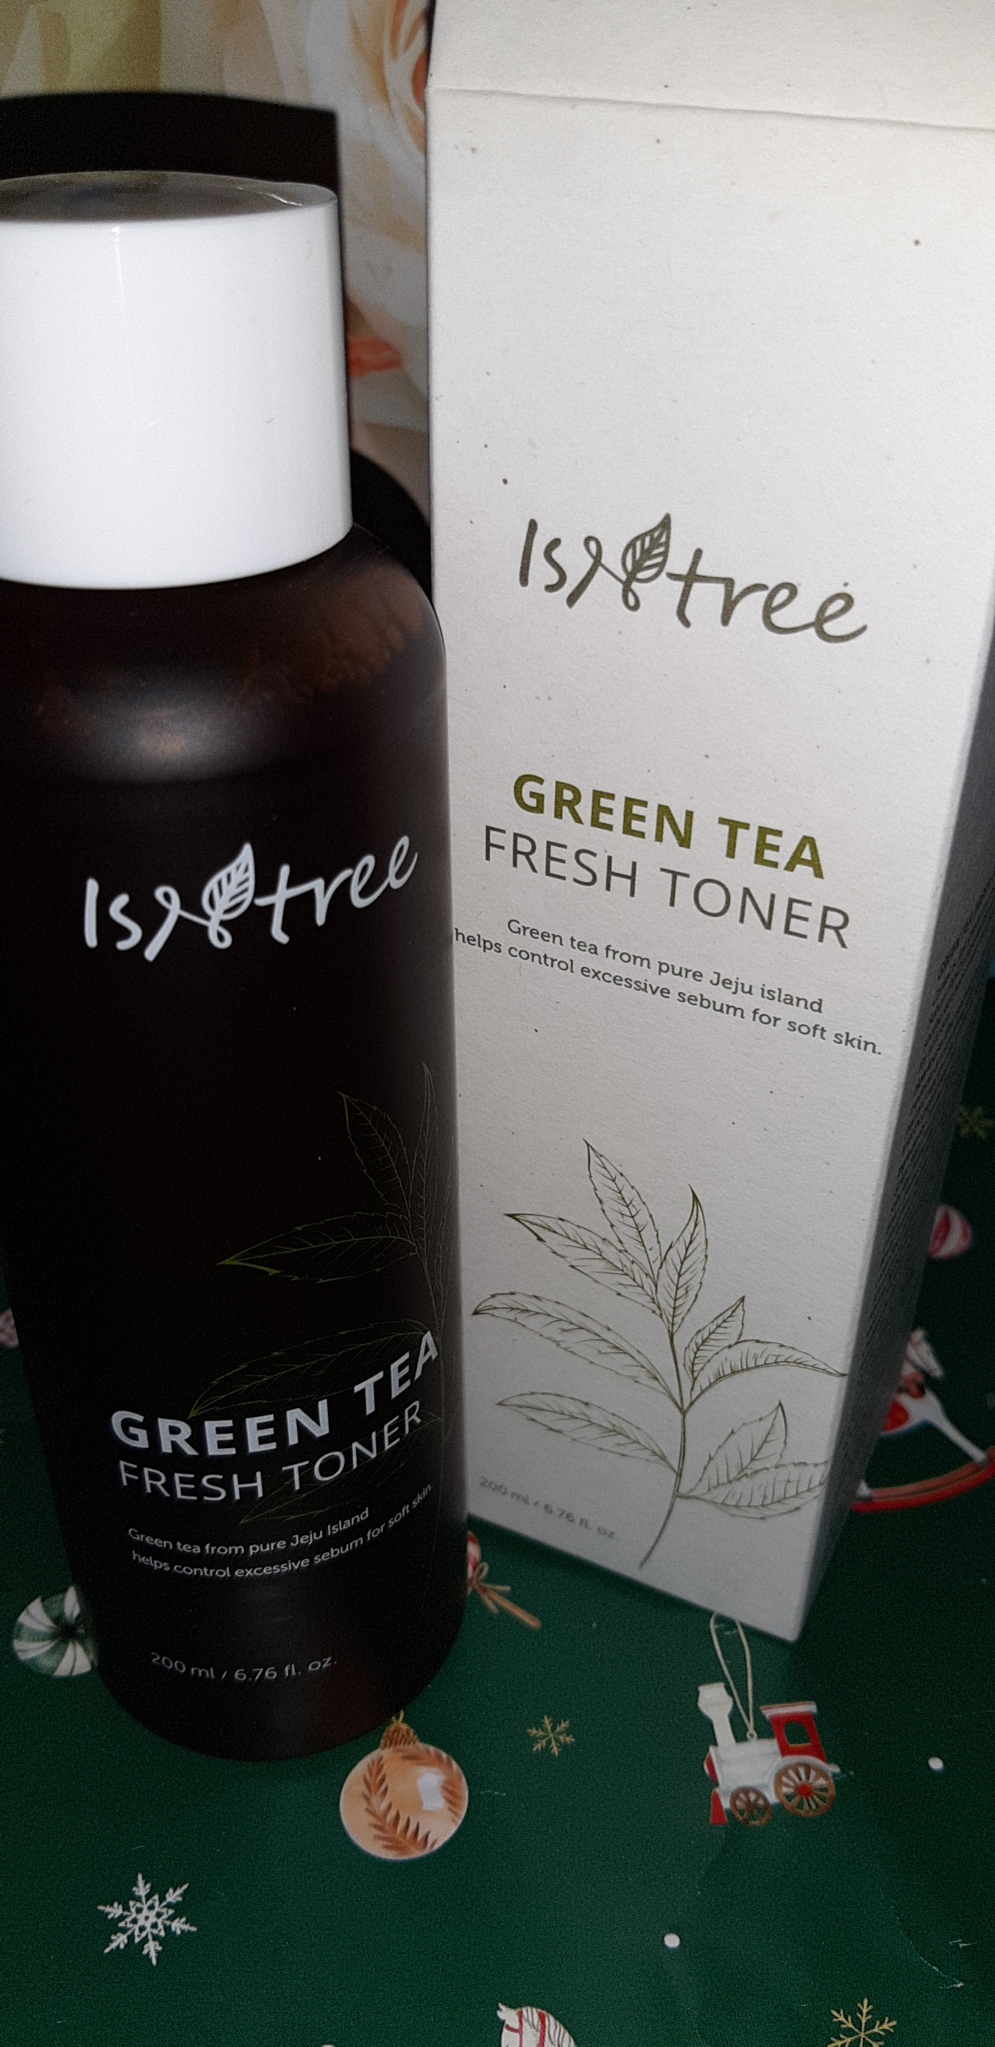 Isntree
GREEN TEA
FRESH TONER
Green tea from pure Jeju Island
helps control excessive sebum for soft skin.
200 ml / 6.76 fl. oz.
Isntree
GREEN TEA
FRESH TONER
Green tea from pure Jeju island
helps control excessive sebum for soft skin.
200 ml / 6.76 fl. oz.